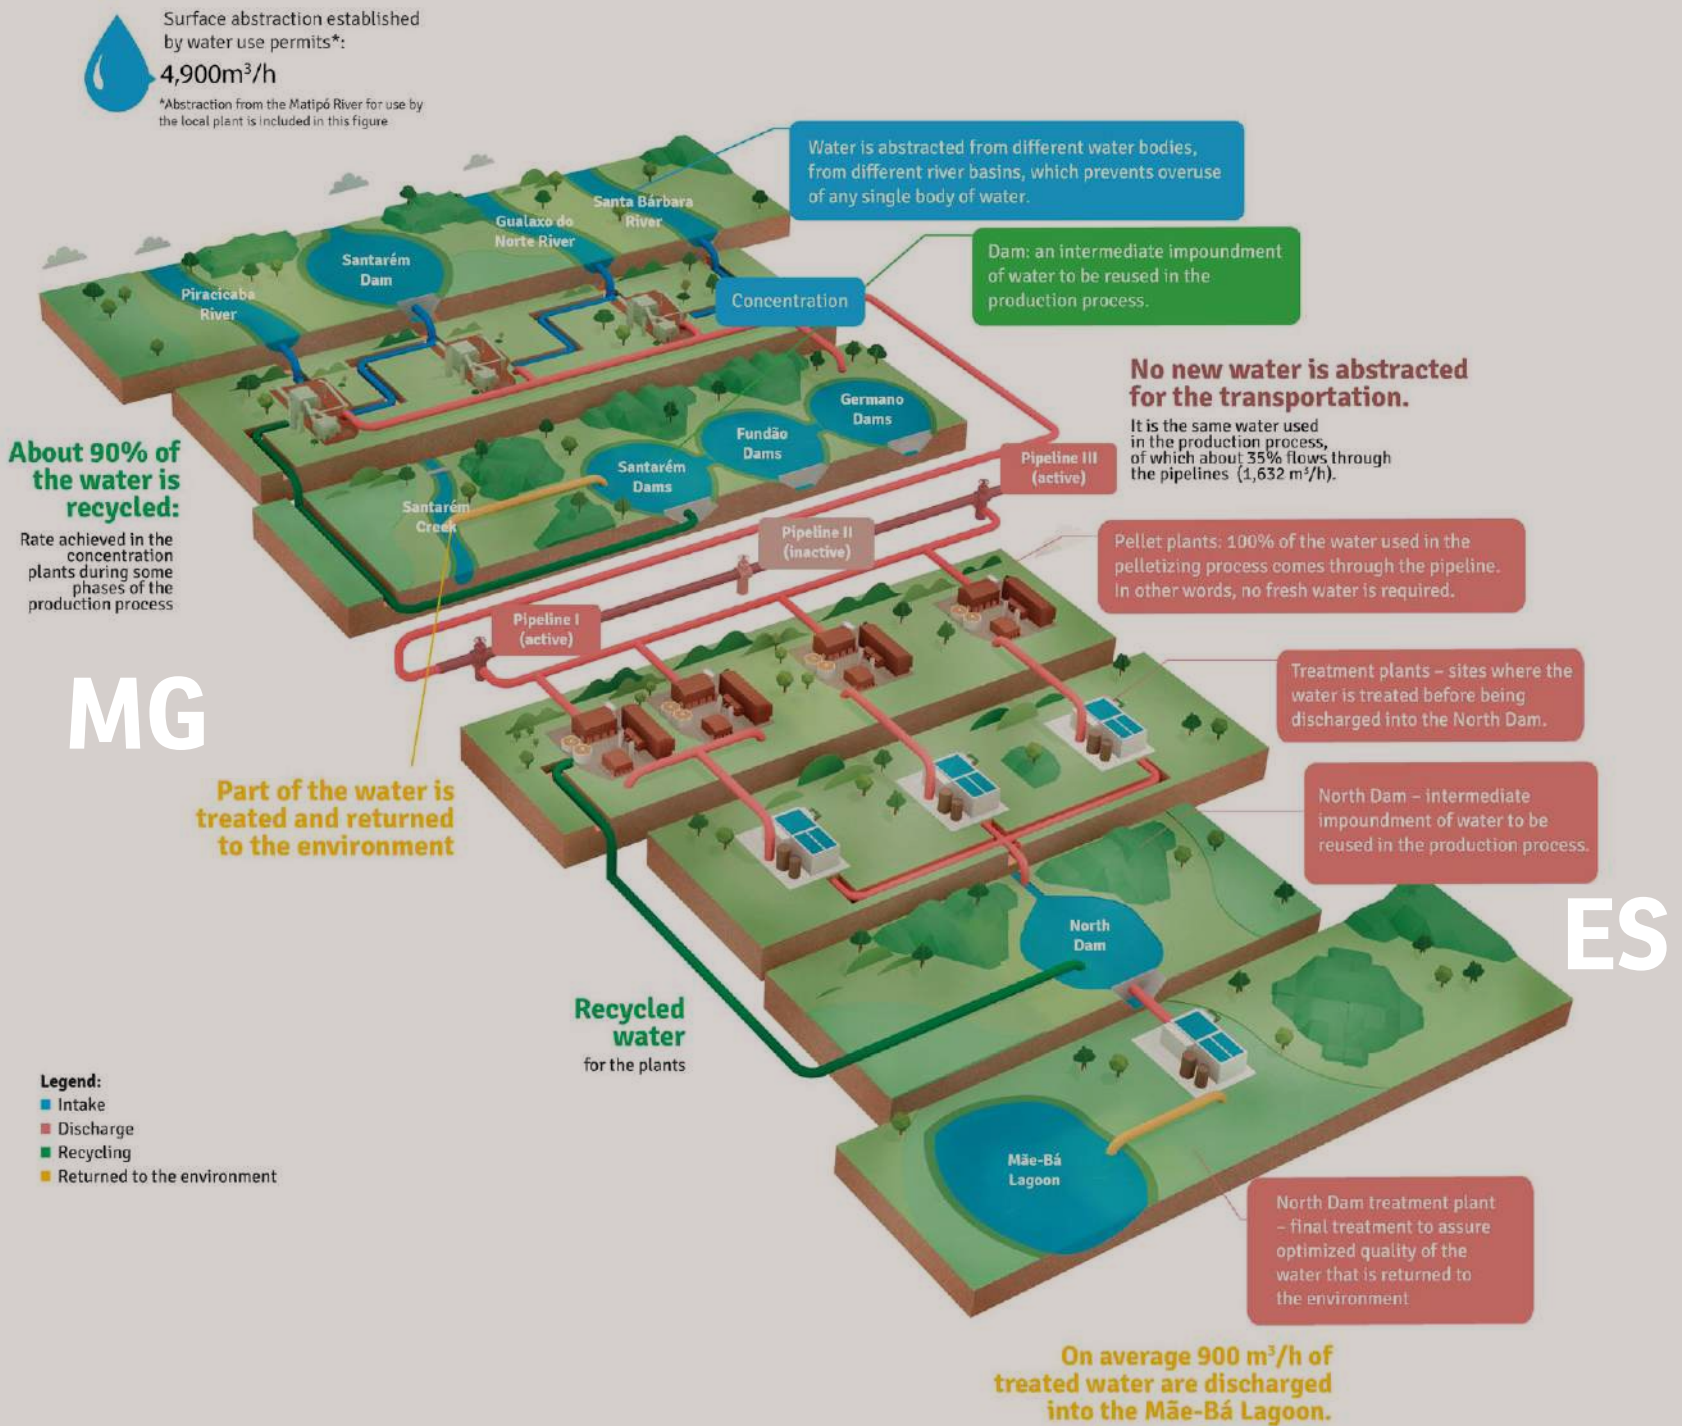 Surface abstraction established
by water use permits*:
4,900m³/h
*Abstraction from the Matipó River for use by
the local plant is included in this figure
Water is abstracted from different water bodies,
from different river basins, which prevents overuse
of any single body of water.
Santa Bárbara
River
Gualaxo do
Norte River
Santarém
Dam
Piracicaba
River
Concentration
Dam: an intermediate impoundment
of water to be reused in the
production process.
No new water is abstracted
for the transportation.
It is the same water used
in the production process,
of which about 35% flows through
the pipelines (1,632 m³/h).
Germano
Dams
Fundão
Dams
Santarém
Dams
Santarém
Creek
About 90% of
the water is
recycled:
Rate achieved in the
concentration
plants during some
phases of the
production process
Pipeline III
(active)
Pipeline II
(inactive)
Pipeline I
(active)
Pellet plants: 100% of the water used in the
pelletizing process comes through the pipeline.
In other words, no fresh water is required.
MG
Treatment plants – sites where the
water is treated before being
discharged into the North Dam.
Part of the water is
treated and returned
to the environment
North Dam – intermediate
impoundment of water to be
reused in the production process.
ES
North
Dam
Recycled
water
for the plants
Legend:
Intake
Discharge
Recycling
Returned to the environment
Mãe-Bá
Lagoon
North Dam treatment plant
– final treatment to assure
optimized quality of the
water that is returned to
the environment
On average 900 m³/h of
treated water are discharged
into the Mãe-Bá Lagoon.